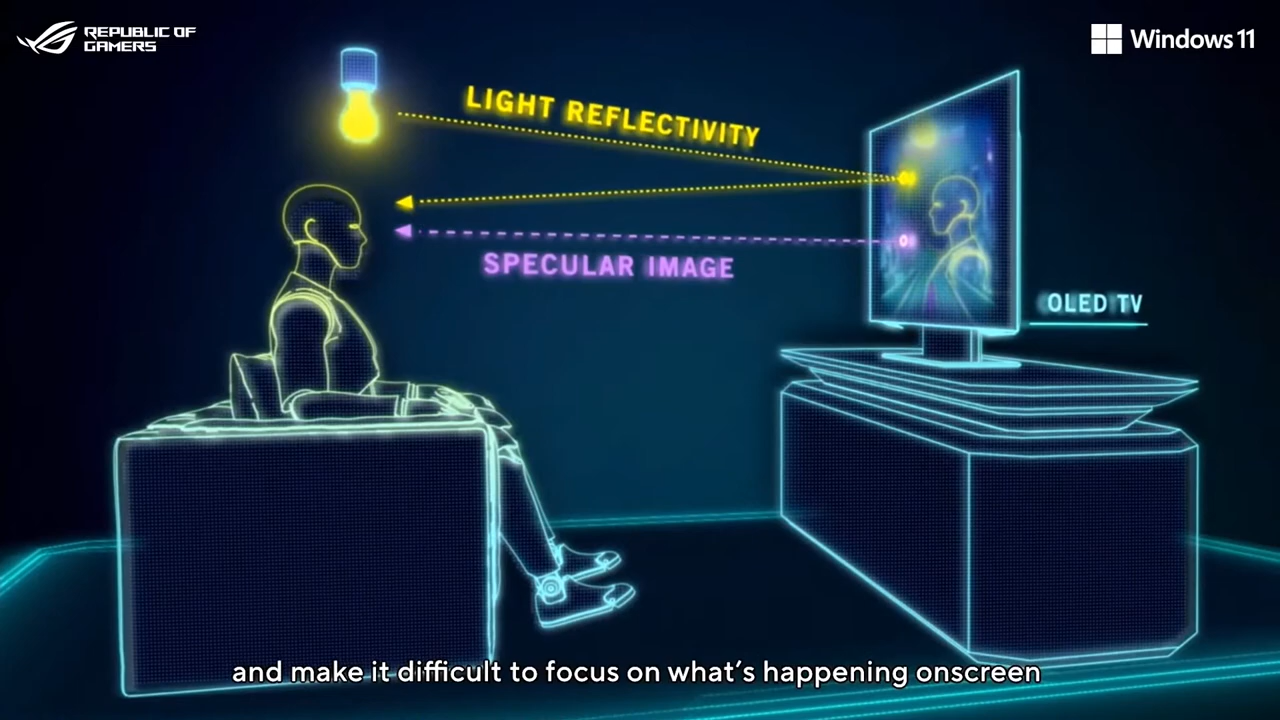 REPUBLIC OF
GAMERS
Windows 11
LIGHT REFLECTIVITY
SPECULAR IMAGE
OLED TV
and make it difficult to focus on what's happening onscreen